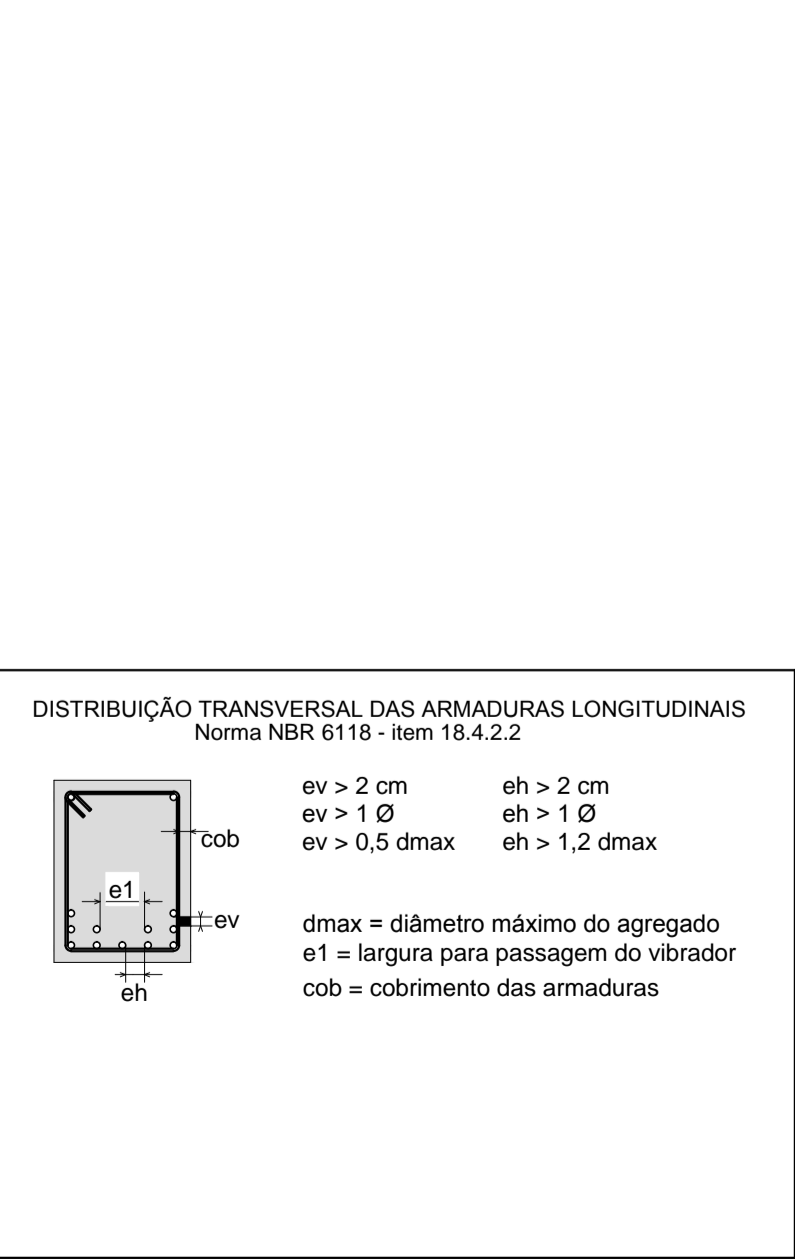 DISTRIBUIÇÃO TRANSVERSAL DAS ARMADURAS LONGITUDINAIS
Norma NBR 6118 - item 18.4.2.2
ev > 2 cm eh > 2 cm
ev > 1 Ø eh > 1 Ø
cob ev > 0,5 dmax eh > 1,2 dmax
e1
ev dmax = diâmetro máximo do agregado
e1 = largura para passagem do vibrador
eh cob = cobrimento das armaduras